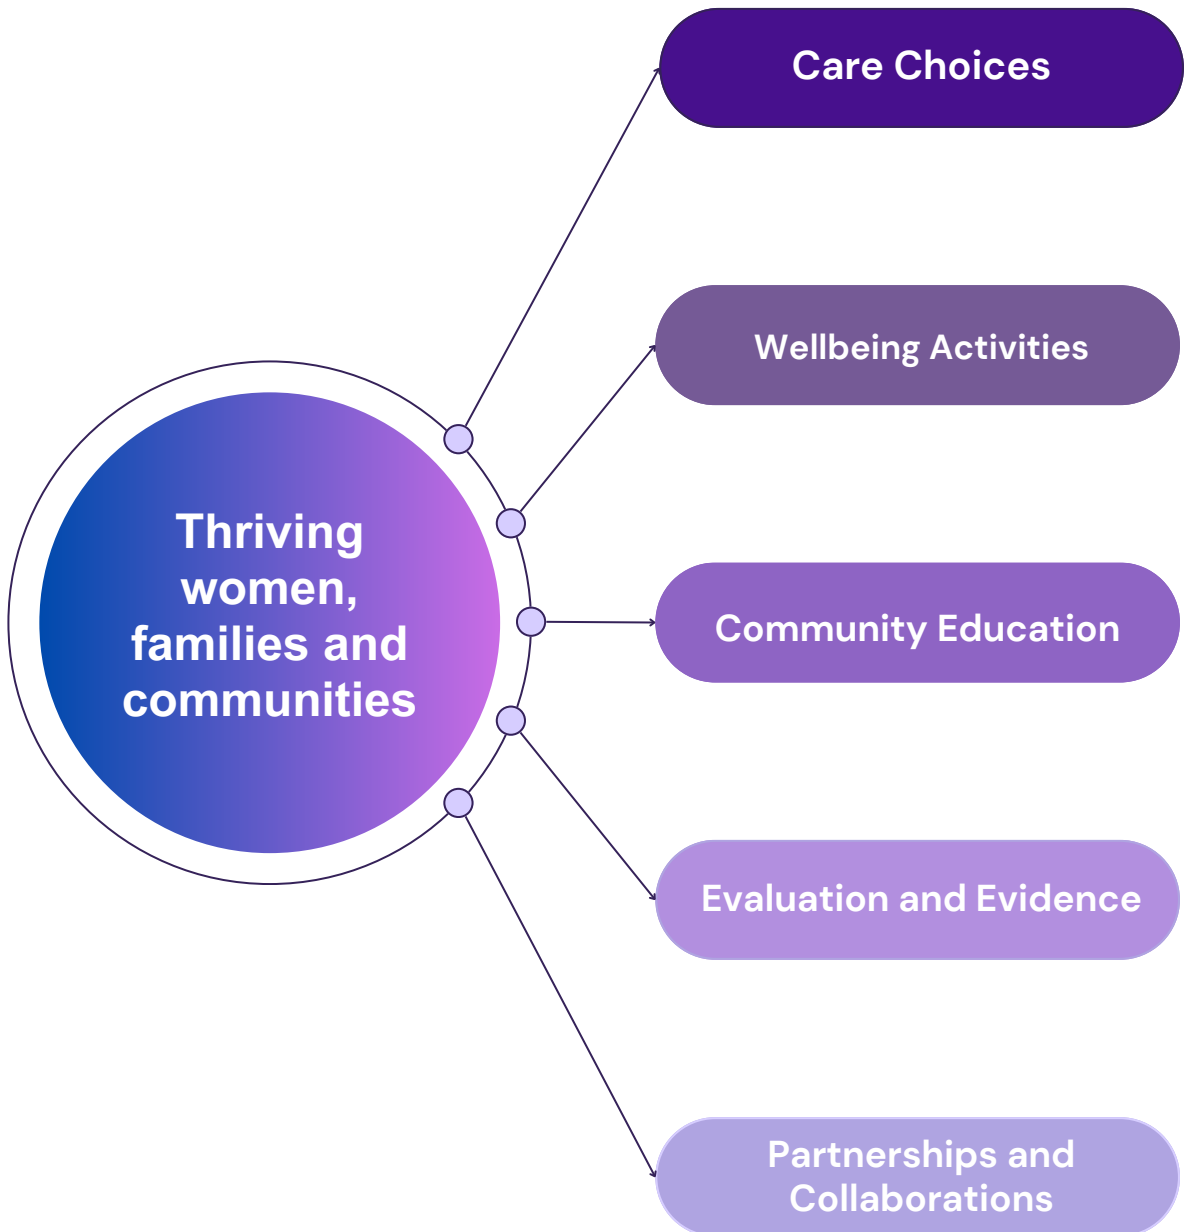 Thriving
women,
families and
communities
Care Choices
Wellbeing Activities
Community Education
Evaluation and Evidence
Partnerships and
Collaborations